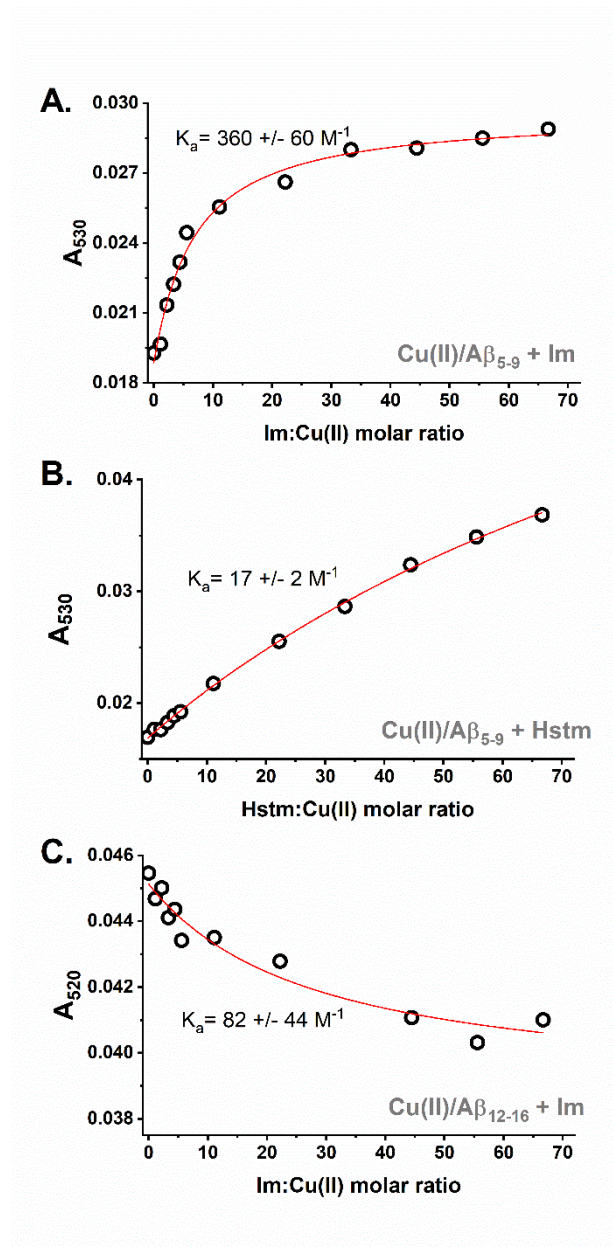 A.
0.030
0.027
0.024
0.021
0.018
A530
Ka= 360 +/- 60 M-1
Cu(II)/Aβ5-9 + Im
0 10 20 30 40 50 60 70
Im:Cu(II) molar ratio
B.
0.04
0.03
0.02
A530
Ka= 17 +/- 2 M-1
Cu(II)/Aβ5-9 + Hstm
0 10 20 30 40 50 60 70
Hstm:Cu(II) molar ratio
C.
0.046
0.044
0.042
0.040
0.038
A520
Ka= 82 +/- 44 M-1
Cu(II)/Aβ12-16 + Im
0 10 20 30 40 50 60 70
Im:Cu(II) molar ratio